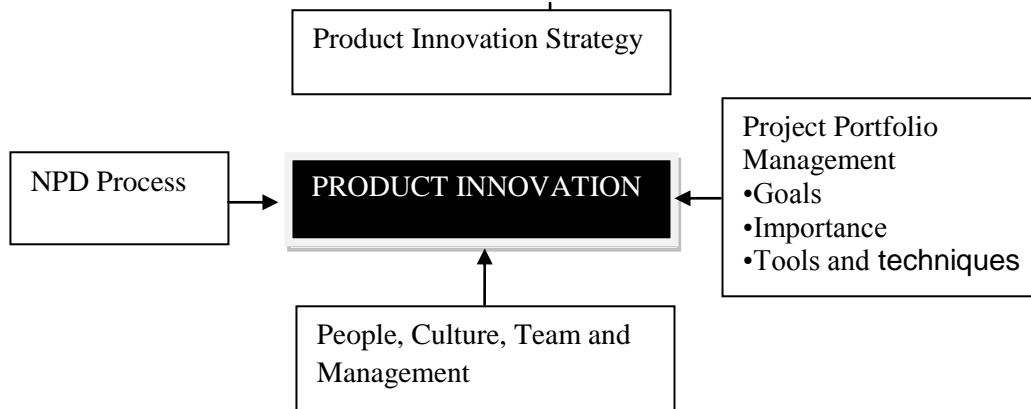 Product Innovation Strategy
Project Portfolio
Management
•Goals
•Importance
•Tools and techniques
NPD Process
PRODUCT INNOVATION
People, Culture, Team and
Management